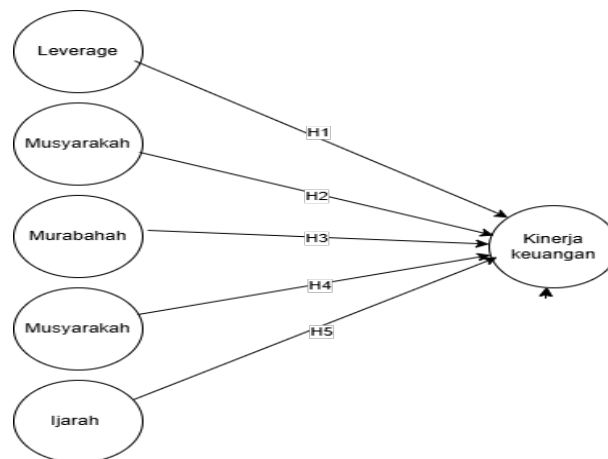 Leverage
H1
Musyarakah
H2
Murabahah
H3
Kinerja
keuangan
Musyarakah
H4
H5
Ijarah